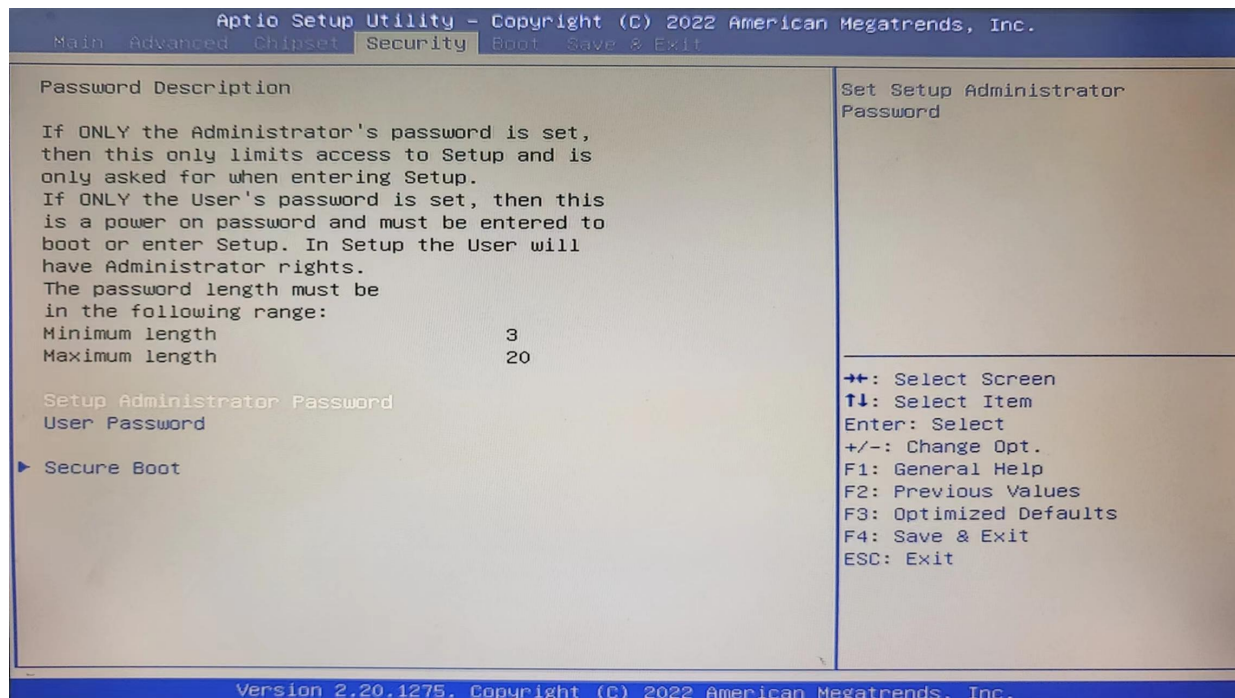 Aptio Setup Utility – Copyright (C) 2022 American Megatrends, Inc.
Main Advanced Chipset Security Boot Save & Exit
Password Description
If ONLY the Administrator's password is set,
then this only limits access to Setup and is
only asked for when entering Setup.
If ONLY the User's password is set, then this
is a power on password and must be entered to
boot or enter Setup. In Setup the User will
have Administrator rights.
The password length must be
in the following range:
Minimum length 3
Maximum length 20
Setup Administrator Password
User Password
► Secure Boot
Set Setup Administrator
Password
→←: Select Screen
↑↓: Select Item
Enter: Select
+/-: Change Opt.
F1: General Help
F2: Previous Values
F3: Optimized Defaults
F4: Save & Exit
ESC: Exit
Version 2.20.1275. Copyright (C) 2022 American Megatrends, Inc.